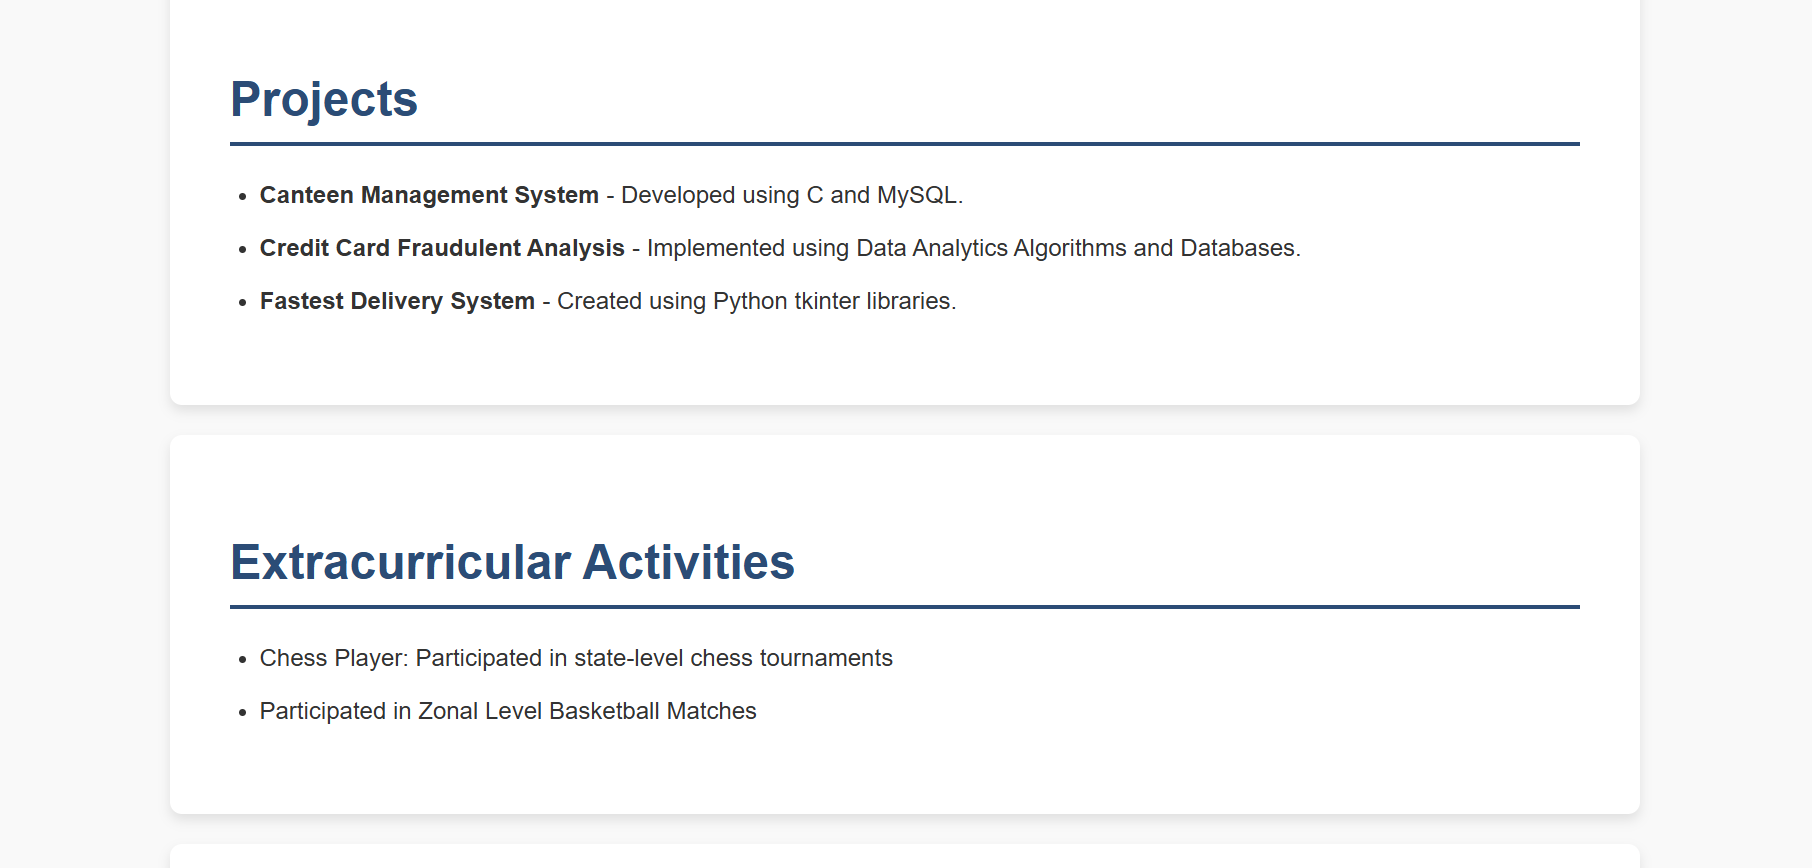 Projects
Canteen Management System - Developed using C and MySQL.
Credit Card Fraudulent Analysis - Implemented using Data Analytics Algorithms and Databases.
Fastest Delivery System - Created using Python tkinter libraries.
Extracurricular Activities
Chess Player: Participated in state-level chess tournaments
Participated in Zonal Level Basketball Matches